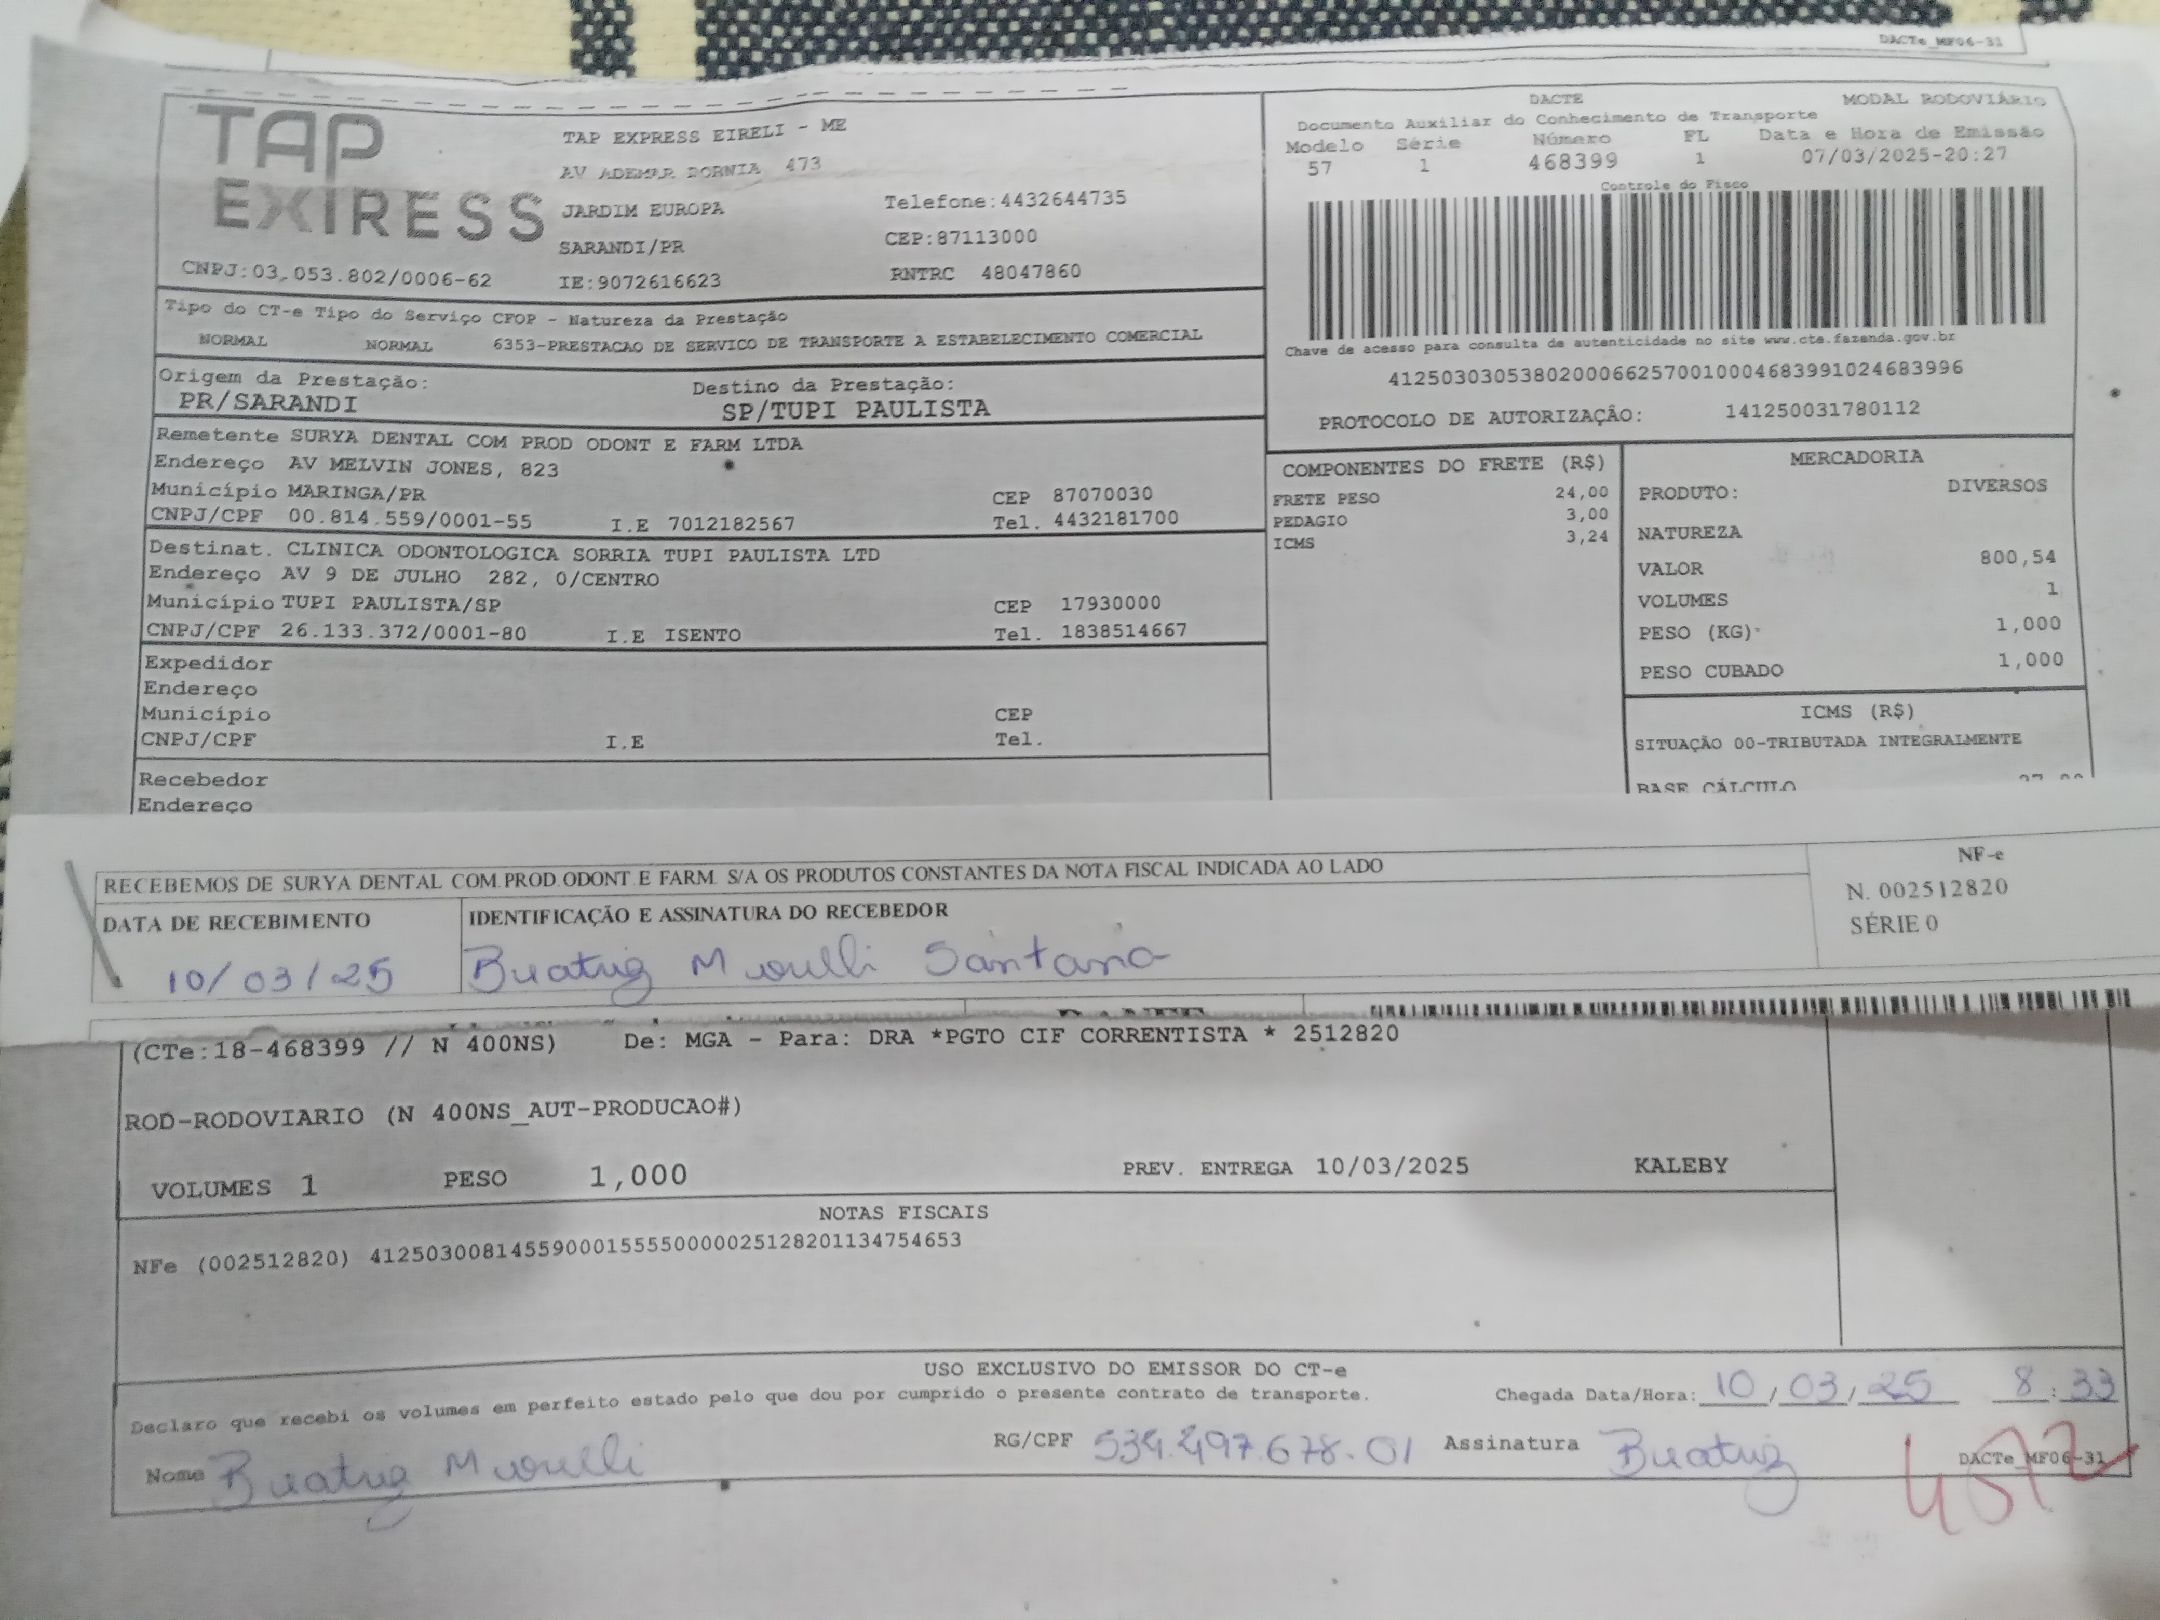 DACTe_MF06-31
TAP
EXPRESS
TAP EXPRESS EIRELI - ME
AV ADEMAR BORNIA 473
JARDIM EUROPA Telefone:4432644735
SARANDI/PR CEP:87113000
CNPJ:03.053.802/0006-62 IE:9072616623 RNTRC 48047860
DACTE MODAL RODOVIÁRIO
Documento Auxiliar do Conhecimento de Transporte
Modelo Série Número FL Data e Hora de Emissão
57 1 468399 1 07/03/2025-20:27
Controle do Fisco
Chave de acesso para consulta de autenticidade no site www.cte.fazenda.gov.br
41250303053802000662570010004683991024683996
PROTOCOLO DE AUTORIZAÇÃO: 141250031780112
Tipo do CT-e Tipo do Serviço CFOP - Natureza da Prestação
NORMAL NORMAL 6353-PRESTACAO DE SERVICO DE TRANSPORTE A ESTABELECIMENTO COMERCIAL
Origem da Prestação: Destino da Prestação:
PR/SARANDI SP/TUPI PAULISTA
Remetente SURYA DENTAL COM PROD ODONT E FARM LTDA
Endereço AV MELVIN JONES, 823
Município MARINGA/PR CEP 87070030
CNPJ/CPF 00.814.559/0001-55 I.E 7012182567 Tel. 4432181700
Destinat. CLINICA ODONTOLOGICA SORRIA TUPI PAULISTA LTD
Endereço AV 9 DE JULHO 282, 0/CENTRO
Município TUPI PAULISTA/SP CEP 17930000
CNPJ/CPF 26.133.372/0001-80 I.E ISENTO Tel. 1838514667
Expedidor
Endereço
Município CEP
CNPJ/CPF I.E Tel.
Recebedor
Endereço
COMPONENTES DO FRETE (R$)
FRETE PESO 24,00
PEDAGIO 3,00
ICMS 3,24
MERCADORIA
PRODUTO: DIVERSOS
NATUREZA
VALOR 800,54
VOLUMES 1
PESO (KG) 1,000
PESO CUBADO 1,000
ICMS (R$)
SITUAÇÃO 00-TRIBUTADA INTEGRALMENTE
BASE CÁLCULO
RECEBEMOS DE SURYA DENTAL COM.PROD.ODONT.E FARM. S/A OS PRODUTOS CONSTANTES DA NOTA FISCAL INDICADA AO LADO
DATA DE RECEBIMENTO IDENTIFICAÇÃO E ASSINATURA DO RECEBEDOR
10/03/25 Beatriz Murulli Santana
NF-e
N. 002512820
SÉRIE 0
(CTe:18-468399 // N 400NS) De: MGA - Para: DRA *PGTO CIF CORRENTISTA * 2512820
ROD-RODOVIARIO (N 400NS_AUT-PRODUCAO#)
VOLUMES 1 PESO 1,000 PREV. ENTREGA 10/03/2025 KALEBY
NOTAS FISCAIS
NFe (002512820) 41250300814559000155550000025128201134754653
USO EXCLUSIVO DO EMISSOR DO CT-e
Declaro que recebi os volumes em perfeito estado pelo que dou por cumprido o presente contrato de transporte. Chegada Data/Hora: 10/03/25 8:33
Nome Beatriz Murulli RG/CPF 534.497.678-01 Assinatura Beatriz
DACTe_MF06-31
4572